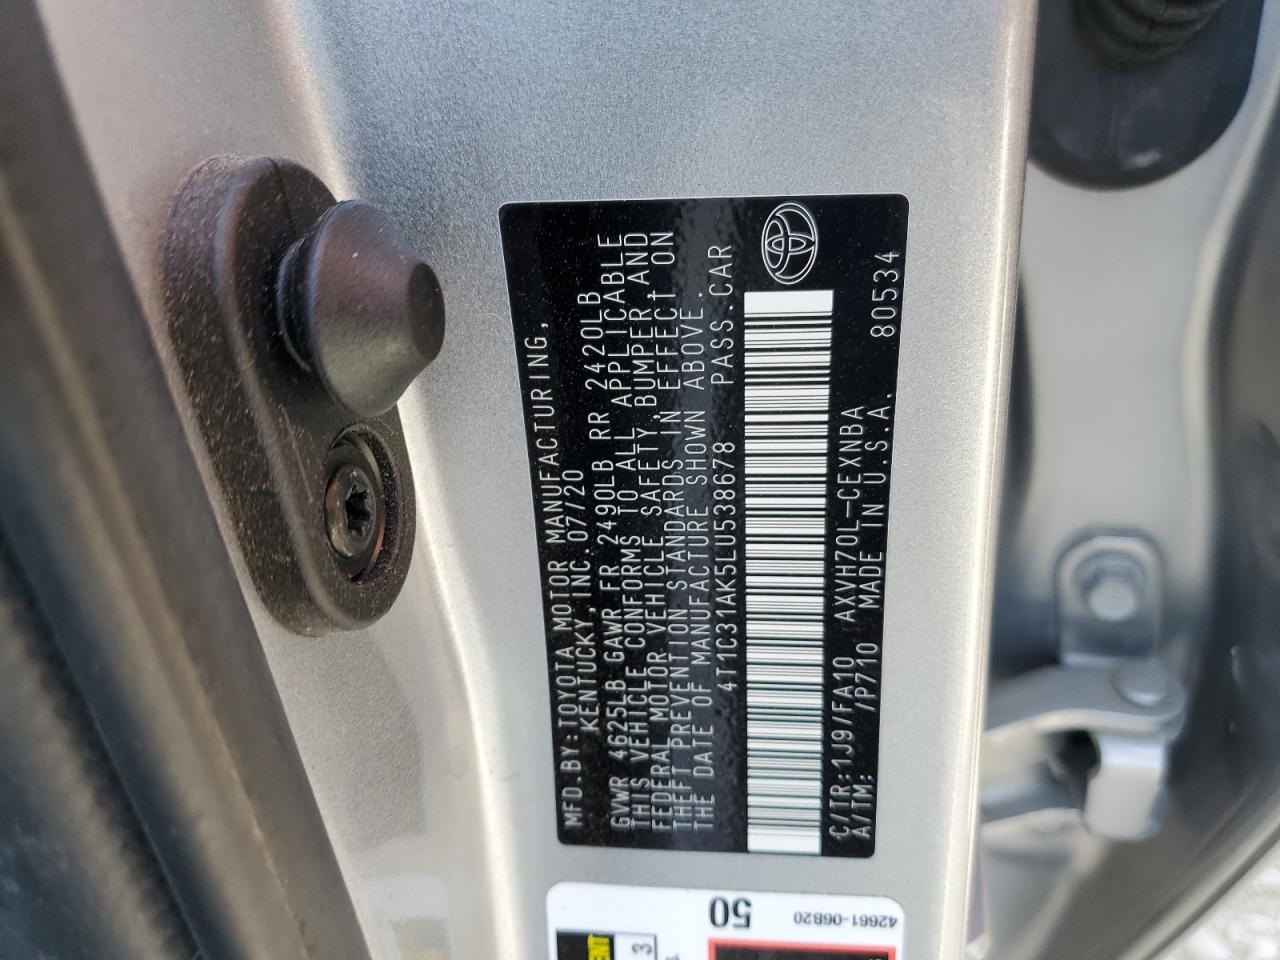 MFD.BY:TOYOTA MOTOR MANUFACTURING,
KENTUCKY,INC. 07/20
GVWR 4625LB GAWR FR 2490LB RR 2420LB
THIS VEHICLE CONFORMS TO ALL APPLICABLE
FEDERAL MOTOR VEHICLE SAFETY,BUMPER,AND
THEFT PREVENTION STANDARDS IN EFFECT ON
THE DATE OF MANUFACTURE SHOWN ABOVE.
4T1C31AK5LU538678 PASS.CAR
C/TR:1J9/FA10 AXVH70L-CEXNBA
A/TM: /P710 MADE IN U.S.A. 80534
50
42661-06B20
3